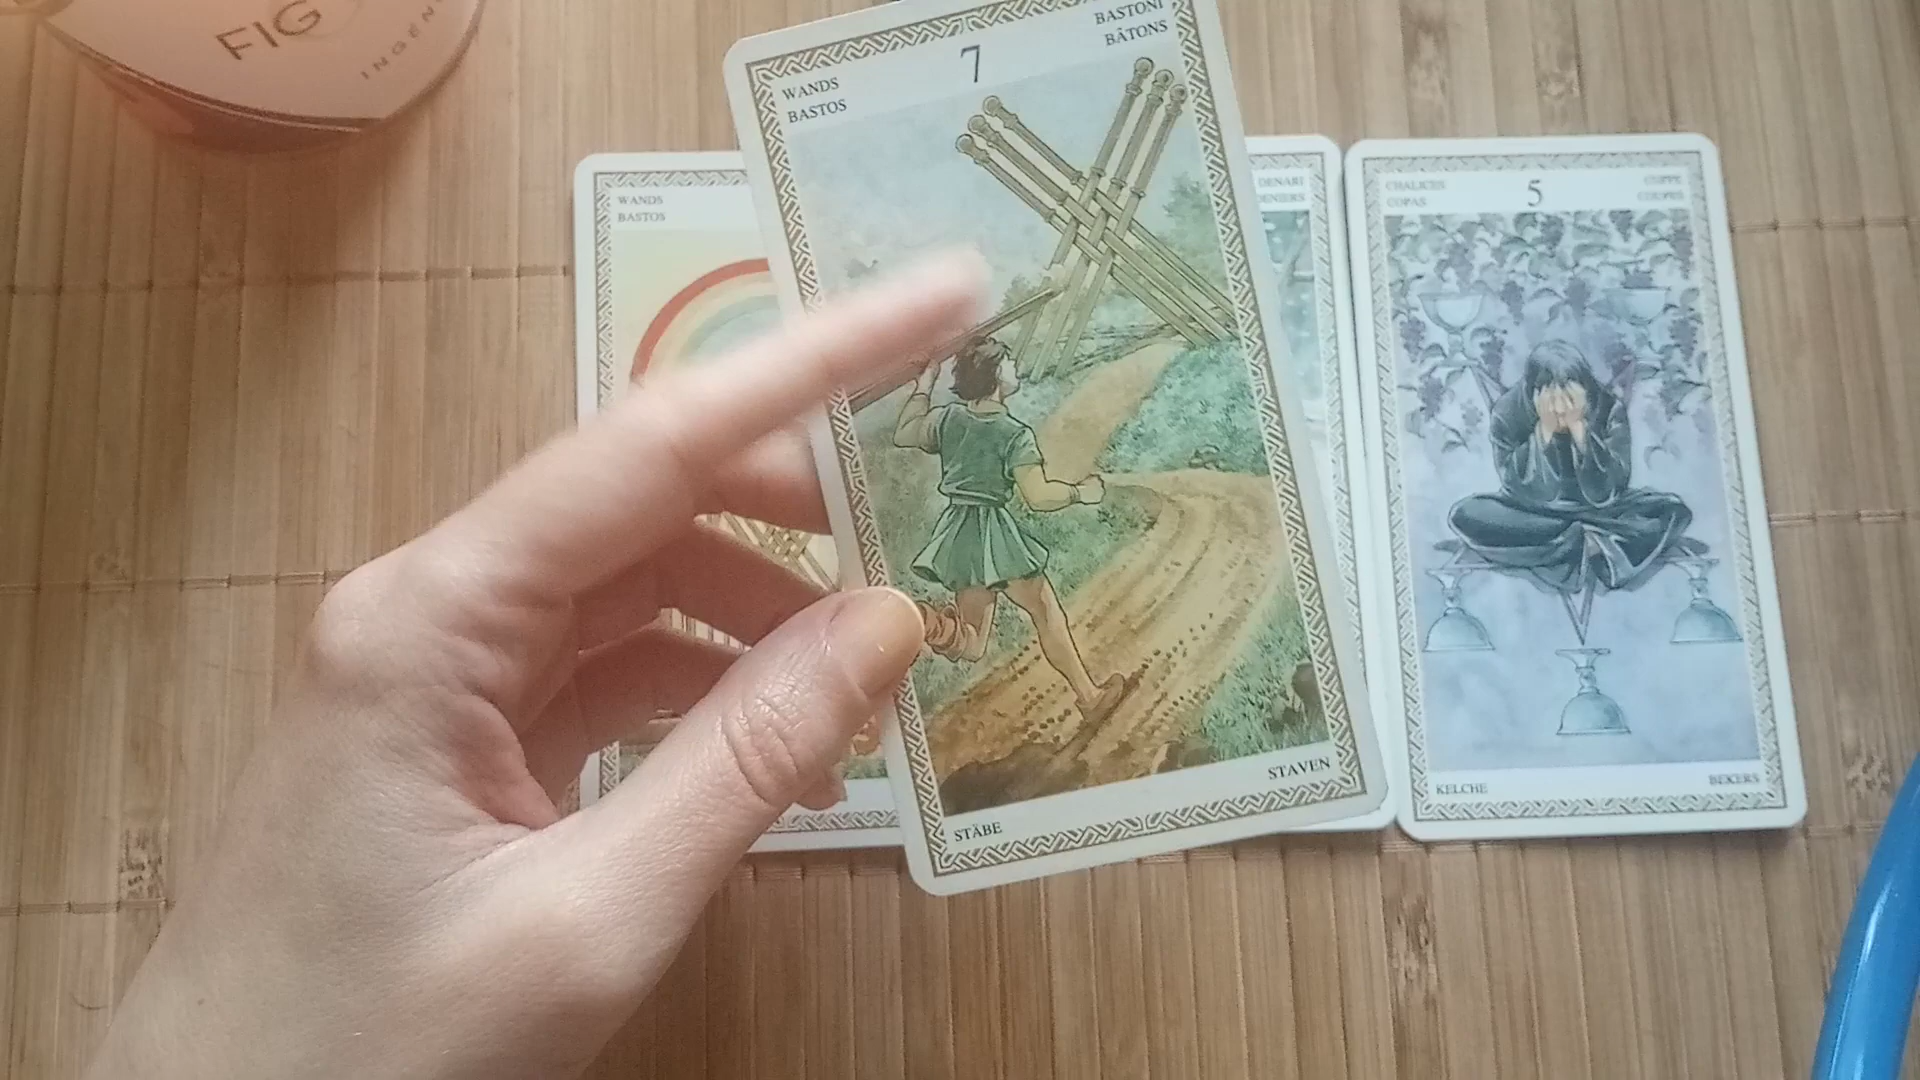 FIG
INGÉN
WANDS
BASTOS
7
BASTONI
BÂTONS
STÄBE
STAVEN
WANDS
BASTOS
DENARI
DENIERS
CHALICES
COPAS
5
COPPE
COUPES
KELCHE
BEKERS